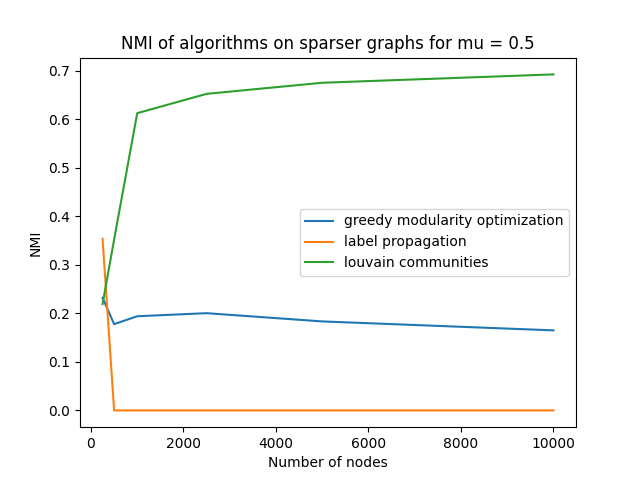 NMI of algorithms on sparser graphs for mu = 0.5
NMI
0.7
0.6
0.5
0.4
0.3
0.2
0.1
0.0
greedy modularity optimization
label propagation
louvain communities
0 2000 4000 6000 8000 10000
Number of nodes